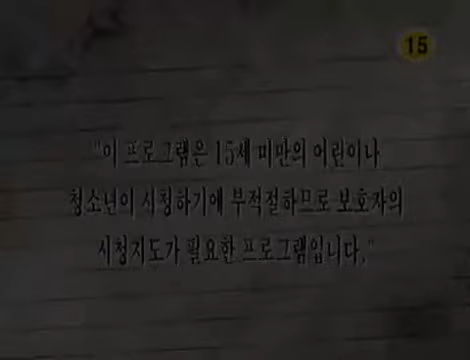 15
"이 프로그램은 15세 미만의 어린이나
청소년이 시청하기에 부적절하므로 보호자의
시청지도가 필요한 프로그램입니다."